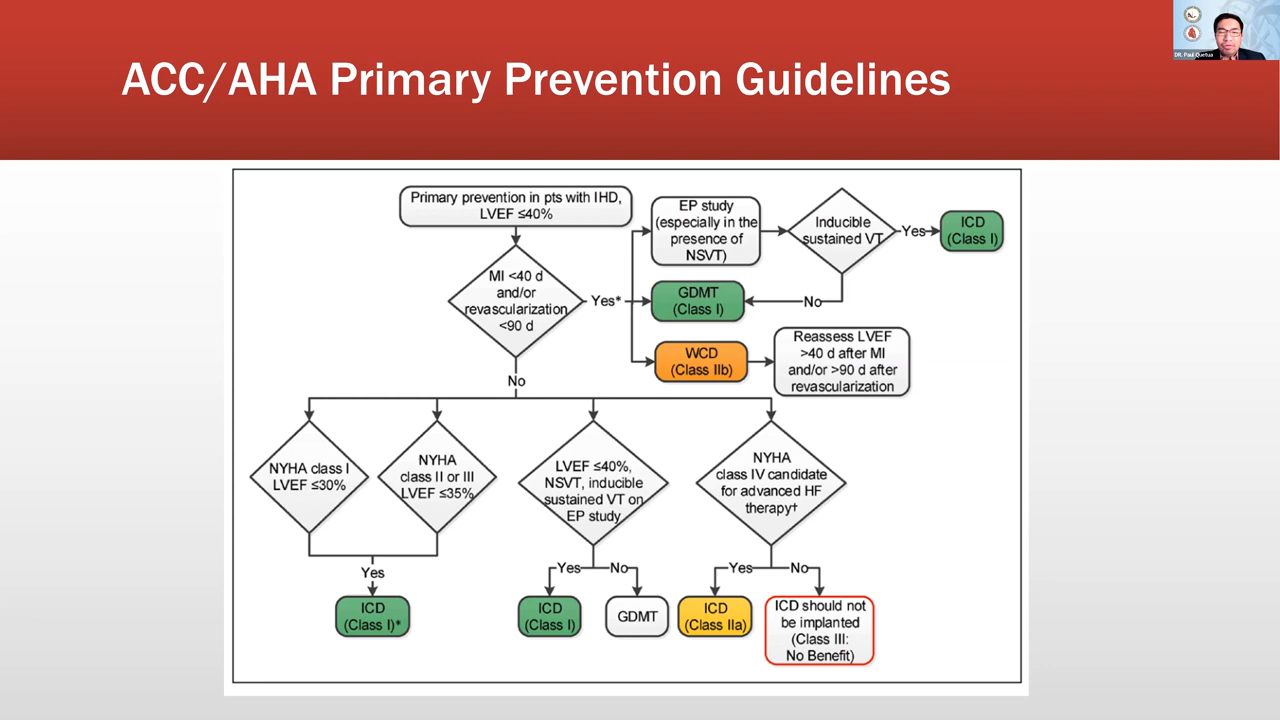 ACC/AHA Primary Prevention Guidelines
DR. Paul Quetua
Primary prevention in pts with IHD,
LVEF ≤40%
MI <40 d
and/or
revascularization
<90 d
Yes*
EP study
(especially in the
presence of
NSVT)
Inducible
sustained VT
Yes
ICD
(Class I)
No
GDMT
(Class I)
WCD
(Class IIb)
Reassess LVEF
>40 d after MI
and/or >90 d after
revascularization
No
NYHA class I
LVEF ≤30%
NYHA
class II or III
LVEF ≤35%
Yes
ICD
(Class I)*
LVEF ≤40%,
NSVT, inducible
sustained VT on
EP study
Yes
No
ICD
(Class I)
GDMT
NYHA
class IV candidate
for advanced HF
therapy†
Yes
No
ICD
(Class IIa)
ICD should not
be implanted
(Class III:
No Benefit)